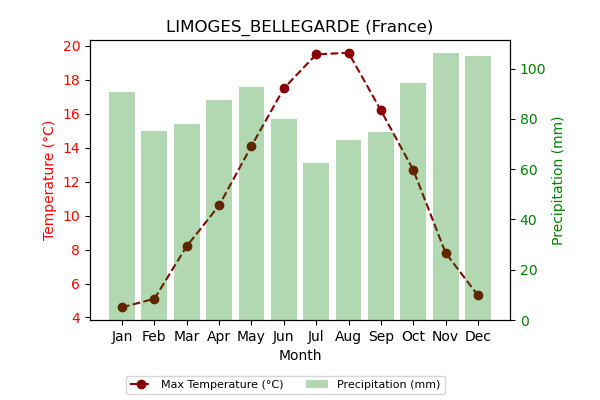 LIMOGES_BELLEGARDE (France)
20
18
16
14
12
10
8
6
4
Temperature (°C)
100
80
60
40
20
0
Precipitation (mm)
Jan Feb Mar Apr May Jun Jul Aug Sep Oct Nov Dec
Month
Max Temperature (°C) Precipitation (mm)